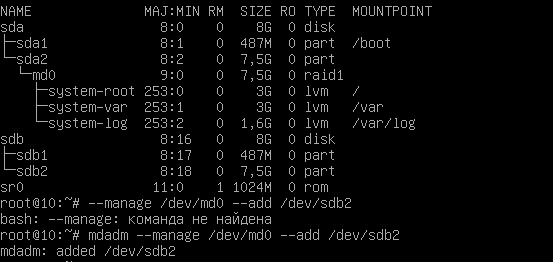 NAME MAJ:MIN RM SIZE RO TYPE MOUNTPOINT
sda 8:0 0 8G 0 disk
├─sda1 8:1 0 487M 0 part /boot
└─sda2 8:2 0 7,5G 0 part
└─md0 9:0 0 7,5G 0 raid1
├─system-root 253:0 0 3G 0 lvm /
├─system-var 253:1 0 3G 0 lvm /var
└─system-log 253:2 0 1,6G 0 lvm /var/log
sdb 8:16 0 8G 0 disk
├─sdb1 8:17 0 487M 0 part
└─sdb2 8:18 0 7,5G 0 part
sr0 11:0 1 1024M 0 rom
root@10:~# --manage /dev/md0 --add /dev/sdb2
bash: --manage: команда не найдена
root@10:~# mdadm --manage /dev/md0 --add /dev/sdb2
mdadm: added /dev/sdb2